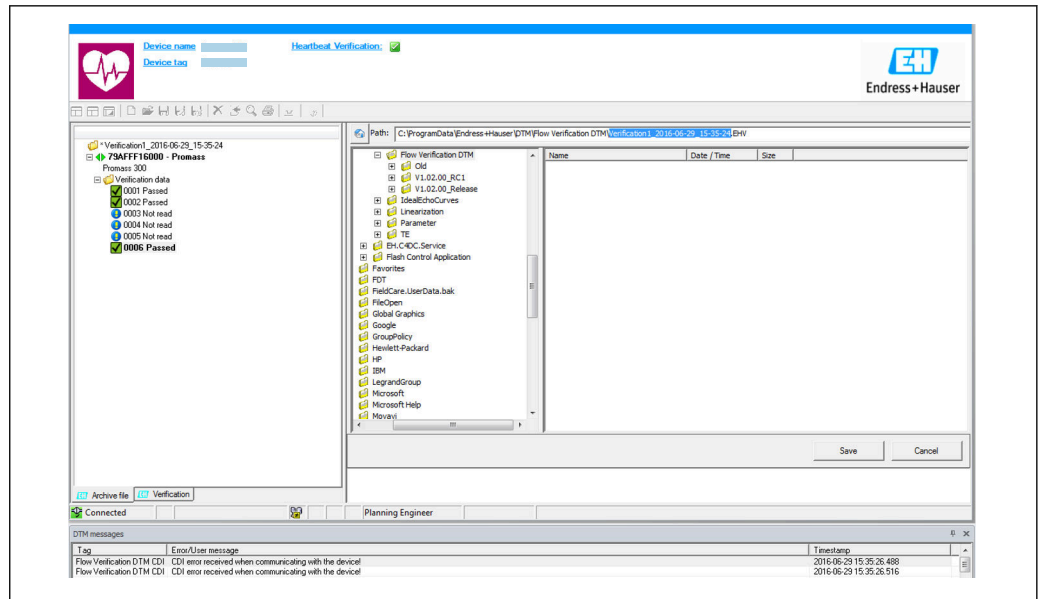 Device name
Heartbeat Verification:
Device tag
EH
Endress+Hauser
Path: C:\ProgramData\Endress+Hauser\DTM\Flow Verification DTM\Verification1_2016-06-29_15-35-24.EHV
* Verification1_2016-06-29_15-35-24
79AFFF16000 - Promass
Promass 300
Verification data
0001 Passed
0002 Passed
0003 Not read
0004 Not read
0005 Not read
0006 Passed
Flow Verification DTM
Old
V1.02.00_RC1
V1.02.00_Release
IdealEchoCurves
Linearization
Parameter
TE
EH.C4DC.Service
Flash Control Application
Favorites
FDT
FieldCare.UserData.bak
FileOpen
Global Graphics
Google
GroupPolicy
Hewlett-Packard
HP
IBM
LegrandGroup
Microsoft
Microsoft Help
Movavi
Name Date / Time Size
Save Cancel
Archive file Verification
Connected Planning Engineer
DTM messages
Tag Error/User message Timestamp
Flow Verification DTM CDI CDI error received when communicating with the device! 2016-06-29 15:35:26.488
Flow Verification DTM CDI CDI error received when communicating with the device! 2016-06-29 15:35:26.516